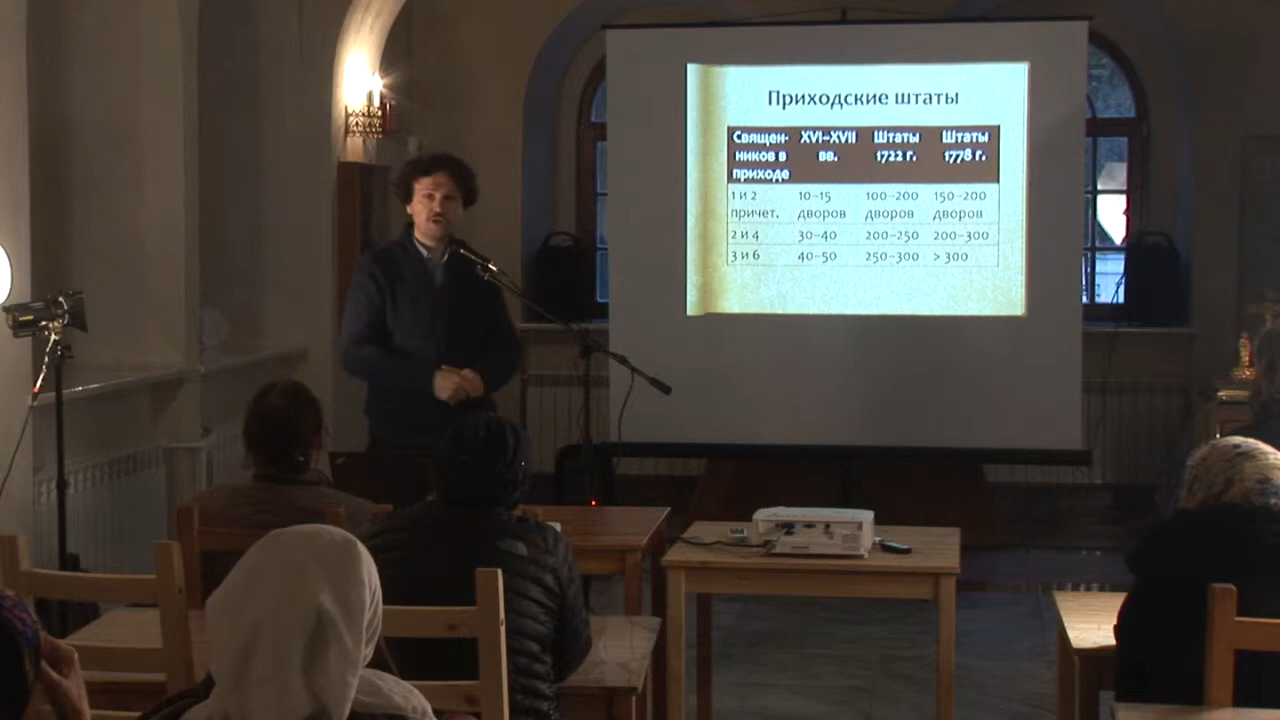 Приходские штаты
Священ- XVI–XVII Штаты Штаты
ников в вв. 1722 г. 1778 г.
приходе
1 и 2 10–15 100–200 150–200
причет. дворов дворов дворов
2 и 4 30–40 200–250 200–300
3 и 6 40–50 250–300 > 300